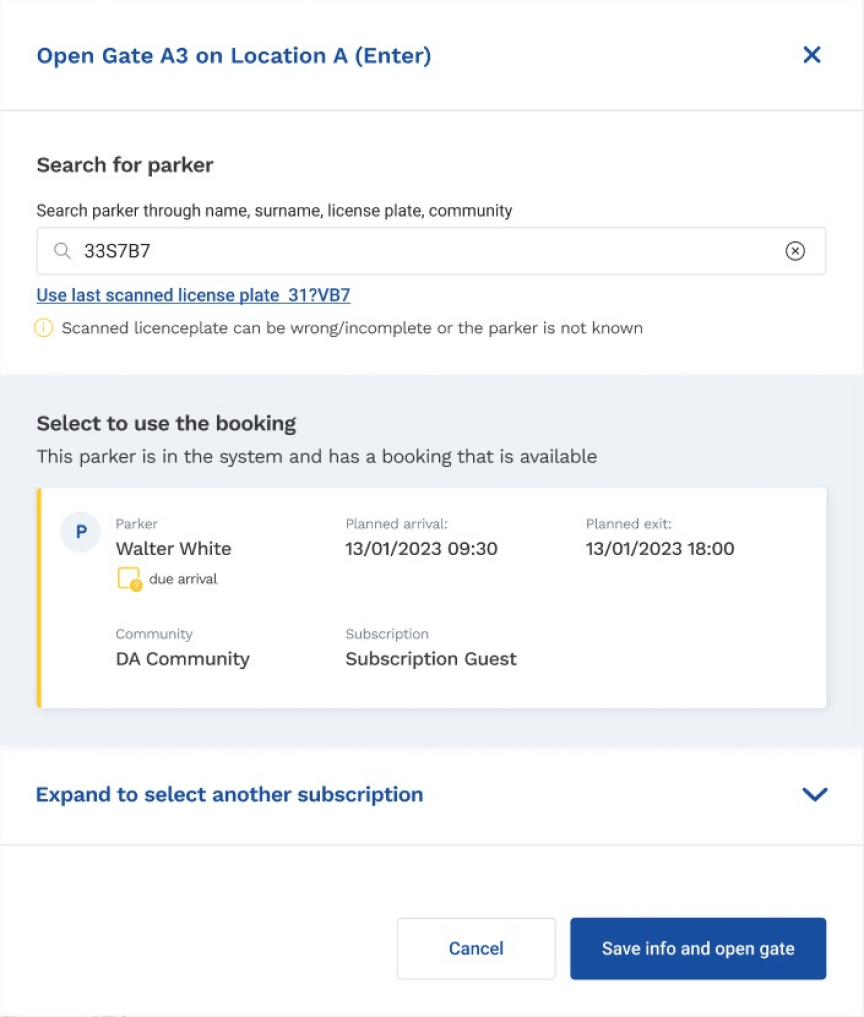 Open Gate A3 on Location A (Enter)
Search for parker
Search parker through name, surname, license plate, community
33S7B7
Use last scanned license plate 31?VB7
Scanned licenceplate can be wrong/incomplete or the parker is not known
Select to use the booking
This parker is in the system and has a booking that is available
P
Parker
Planned arrival:
Planned exit:
Walter White
13/01/2023 09:30
13/01/2023 18:00
due arrival
Community
Subscription
DA Community
Subscription Guest
Expand to select another subscription
Cancel
Save info and open gate